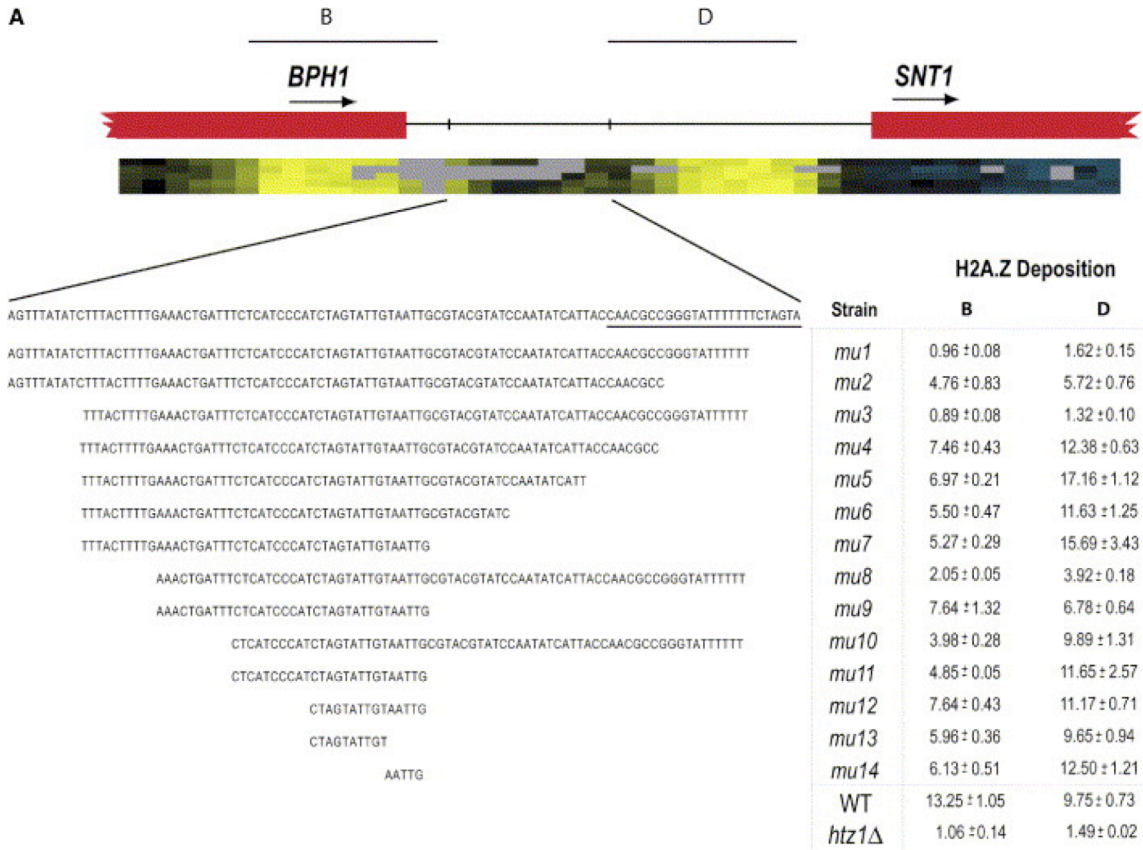 A
B D
BPH1 SNT1
H2A.Z Deposition
Strain B D
AGTTTATATCTTTACTTTTGAAACTGATTTCTCATCCCATCTAGTATTGTAATTGCGTACGTATCCAATATCATTACCAACGCCGGGTATTTTTTTCTAGTA
AGTTTATATCTTTACTTTTGAAACTGATTTCTCATCCCATCTAGTATTGTAATTGCGTACGTATCCAATATCATTACCAACGCCGGGTATTTTTT mu1 0.96 ± 0.08 1.62 ± 0.15
AGTTTATATCTTTACTTTTGAAACTGATTTCTCATCCCATCTAGTATTGTAATTGCGTACGTATCCAATATCATTACCAACGCC mu2 4.76 ± 0.83 5.72 ± 0.76
TTTACTTTTGAAACTGATTTCTCATCCCATCTAGTATTGTAATTGCGTACGTATCCAATATCATTACCAACGCCGGGTATTTTTT mu3 0.89 ± 0.08 1.32 ± 0.10
TTTACTTTTGAAACTGATTTCTCATCCCATCTAGTATTGTAATTGCGTACGTATCCAATATCATTACCAACGCC mu4 7.46 ± 0.43 12.38 ± 0.63
TTTACTTTTGAAACTGATTTCTCATCCCATCTAGTATTGTAATTGCGTACGTATCCAATATCATT mu5 6.97 ± 0.21 17.16 ± 1.12
TTTACTTTTGAAACTGATTTCTCATCCCATCTAGTATTGTAATTGCGTACGTATC mu6 5.50 ± 0.47 11.63 ± 1.25
TTTACTTTTGAAACTGATTTCTCATCCCATCTAGTATTGTAATTG mu7 5.27 ± 0.29 15.69 ± 3.43
AAACTGATTTCTCATCCCATCTAGTATTGTAATTGCGTACGTATCCAATATCATTACCAACGCCGGGTATTTTTT mu8 2.05 ± 0.05 3.92 ± 0.18
AAACTGATTTCTCATCCCATCTAGTATTGTAATTG mu9 7.64 ± 1.32 6.78 ± 0.64
CTCATCCCATCTAGTATTGTAATTGCGTACGTATCCAATATCATTACCAACGCCGGGTATTTTTT mu10 3.98 ± 0.28 9.89 ± 1.31
CTCATCCCATCTAGTATTGTAATTG mu11 4.85 ± 0.05 11.65 ± 2.57
CTAGTATTGTAATTG mu12 7.64 ± 0.43 11.17 ± 0.71
CTAGTATTGT mu13 5.96 ± 0.36 9.65 ± 0.94
AATTG mu14 6.13 ± 0.51 12.50 ± 1.21
WT 13.25 ± 1.05 9.75 ± 0.73
htz1Δ 1.06 ± 0.14 1.49 ± 0.02